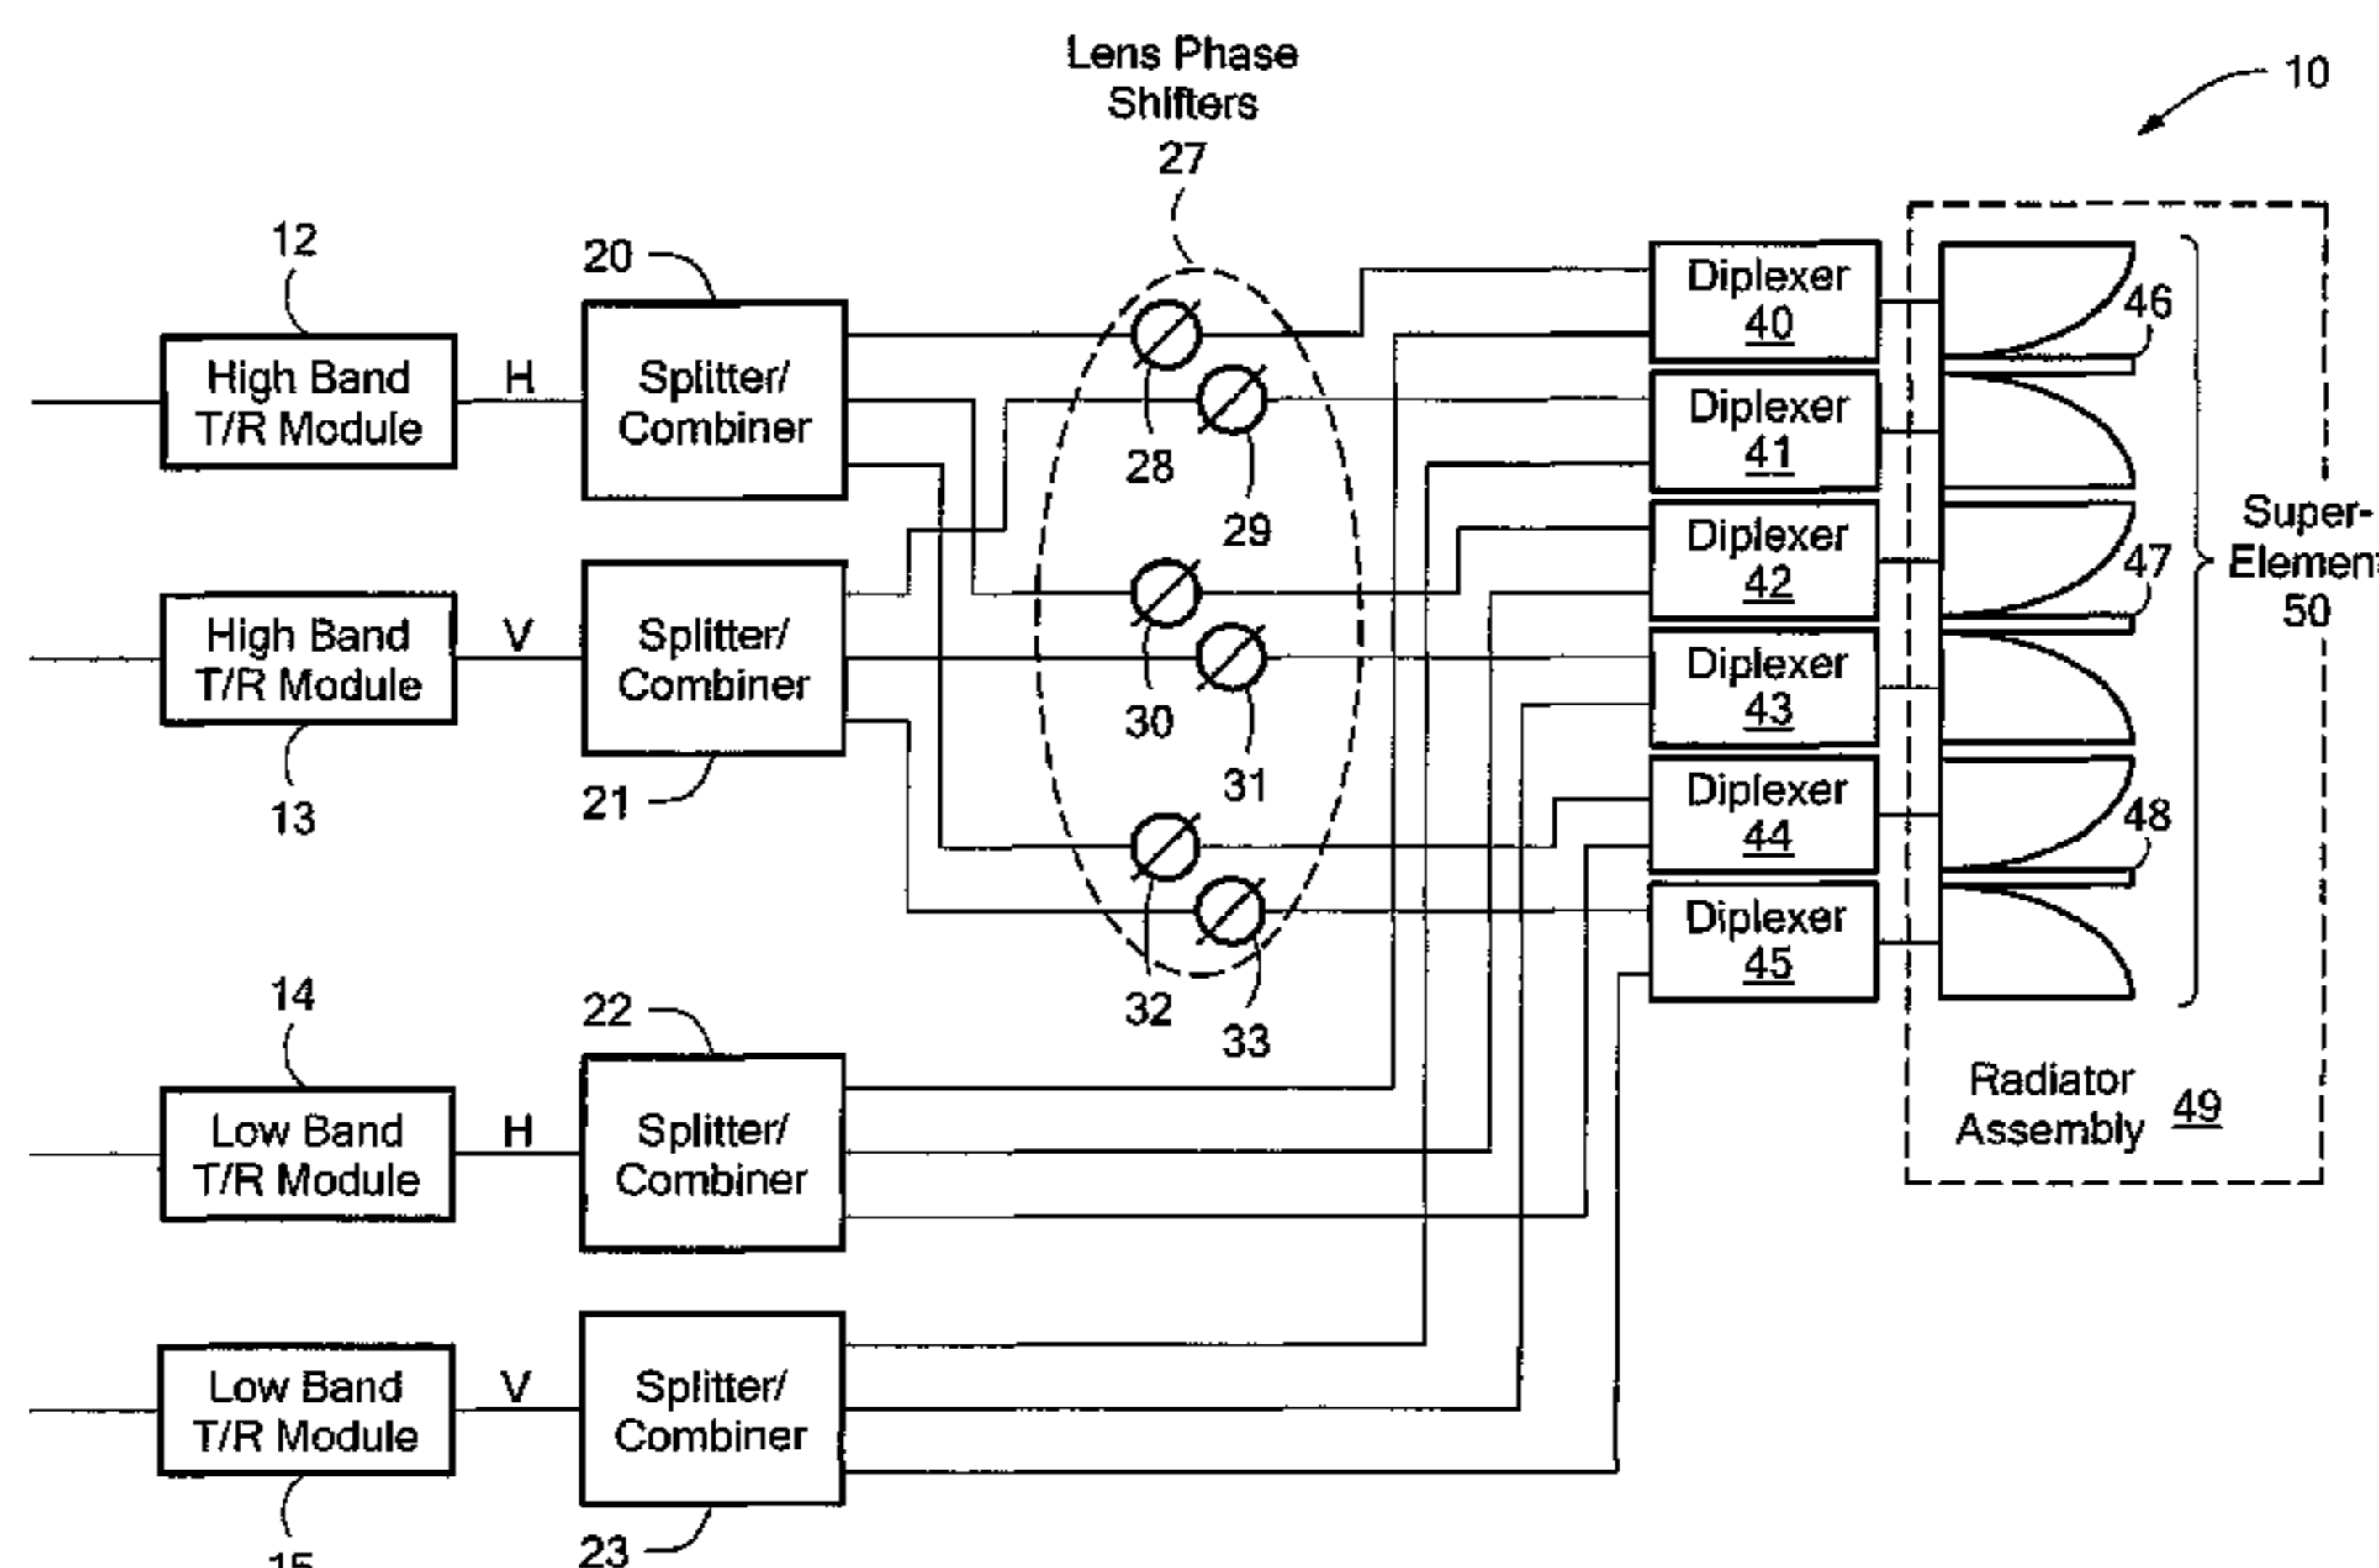 Lens Phase
Shifters
27
10
12
High Band
T/R Module
H
20
Splitter/
Combiner
28
29
Diplexer
40
Diplexer
41
Diplexer
42
Diplexer
43
Diplexer
44
Diplexer
45
46
47
48
Super-
Element
50
High Band
T/R Module
13
V
Splitter/
Combiner
21
30
31
32
33
Radiator
Assembly
49
14
Low Band
T/R Module
H
22
Splitter/
Combiner
Low Band
T/R Module
15
V
Splitter/
Combiner
23